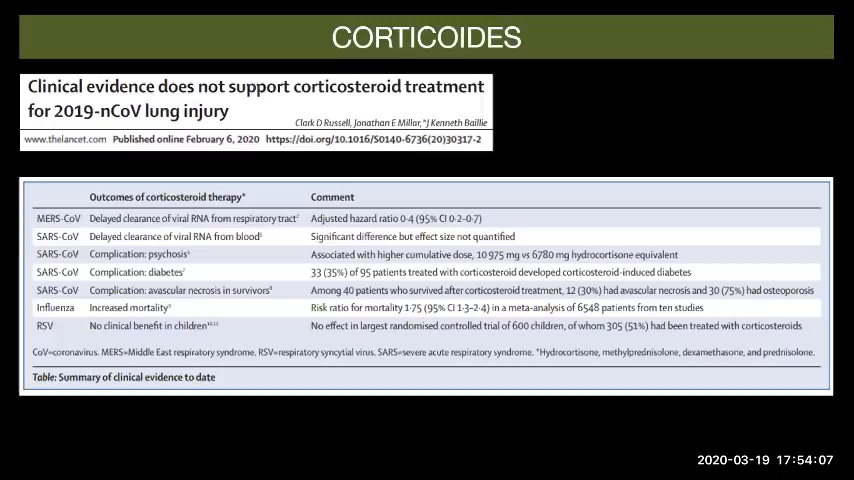 CORTICOIDES
Clinical evidence does not support corticosteroid treatment
for 2019-nCoV lung injury
Clark D Russell, Jonathan E Millar,*J Kenneth Baillie
www.thelancet.com Published online February 6, 2020 https://doi.org/10.1016/S0140-6736(20)30317-2
Outcomes of corticosteroid therapy* Comment
MERS-CoV Delayed clearance of viral RNA from respiratory tract² Adjusted hazard ratio 0·4 (95% CI 0·2–0·7)
SARS-CoV Delayed clearance of viral RNA from blood⁵ Significant difference but effect size not quantified
SARS-CoV Complication: psychosis⁶ Associated with higher cumulative dose, 10 975 mg vs 6780 mg hydrocortisone equivalent
SARS-CoV Complication: diabetes⁷ 33 (35%) of 95 patients treated with corticosteroid developed corticosteroid-induced diabetes
SARS-CoV Complication: avascular necrosis in survivors⁸ Among 40 patients who survived after corticosteroid treatment, 12 (30%) had avascular necrosis and 30 (75%) had osteoporosis
Influenza Increased mortality⁹ Risk ratio for mortality 1·75 (95% CI 1·3–2·4) in a meta-analysis of 6548 patients from ten studies
RSV No clinical benefit in children¹⁰,¹¹ No effect in largest randomised controlled trial of 600 children, of whom 305 (51%) had been treated with corticosteroids
CoV=coronavirus. MERS=Middle East respiratory syndrome. RSV=respiratory syncytial virus. SARS=severe acute respiratory syndrome. *Hydrocortisone, methylprednisolone, dexamethasone, and prednisolone.
Table: Summary of clinical evidence to date
2020-03-19 17:54:07